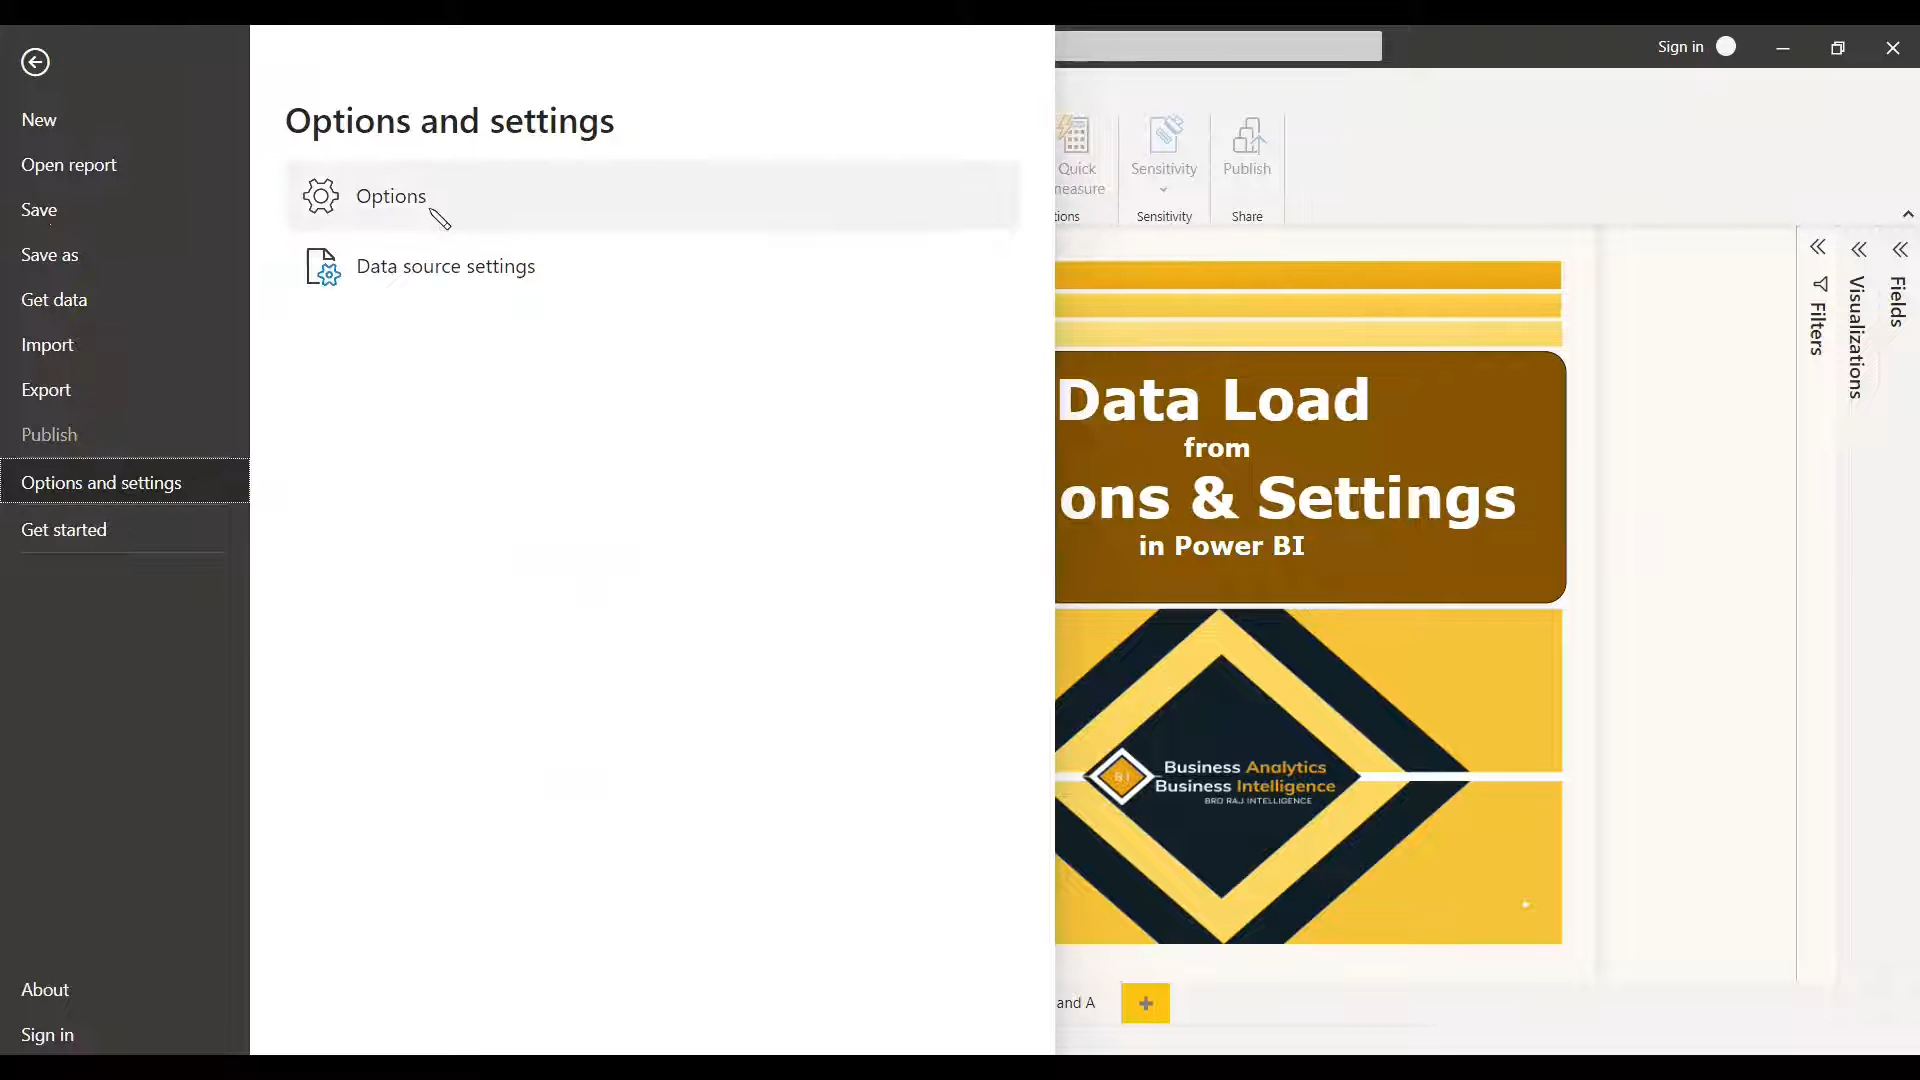 Sign in
New
Open report
Save
Save as
Get data
Import
Export
Publish
Options and settings
Get started
About
Sign in
Options and settings
Options
Data source settings
Quick
measure
Sensitivity
Publish
tions
Sensitivity
Share
Data Load
from
ons & Settings
in Power BI
BI
Business Analytics
Business Intelligence
BRO RAJ INTELLIGENCE
Filters
Visualizations
Fields
and A